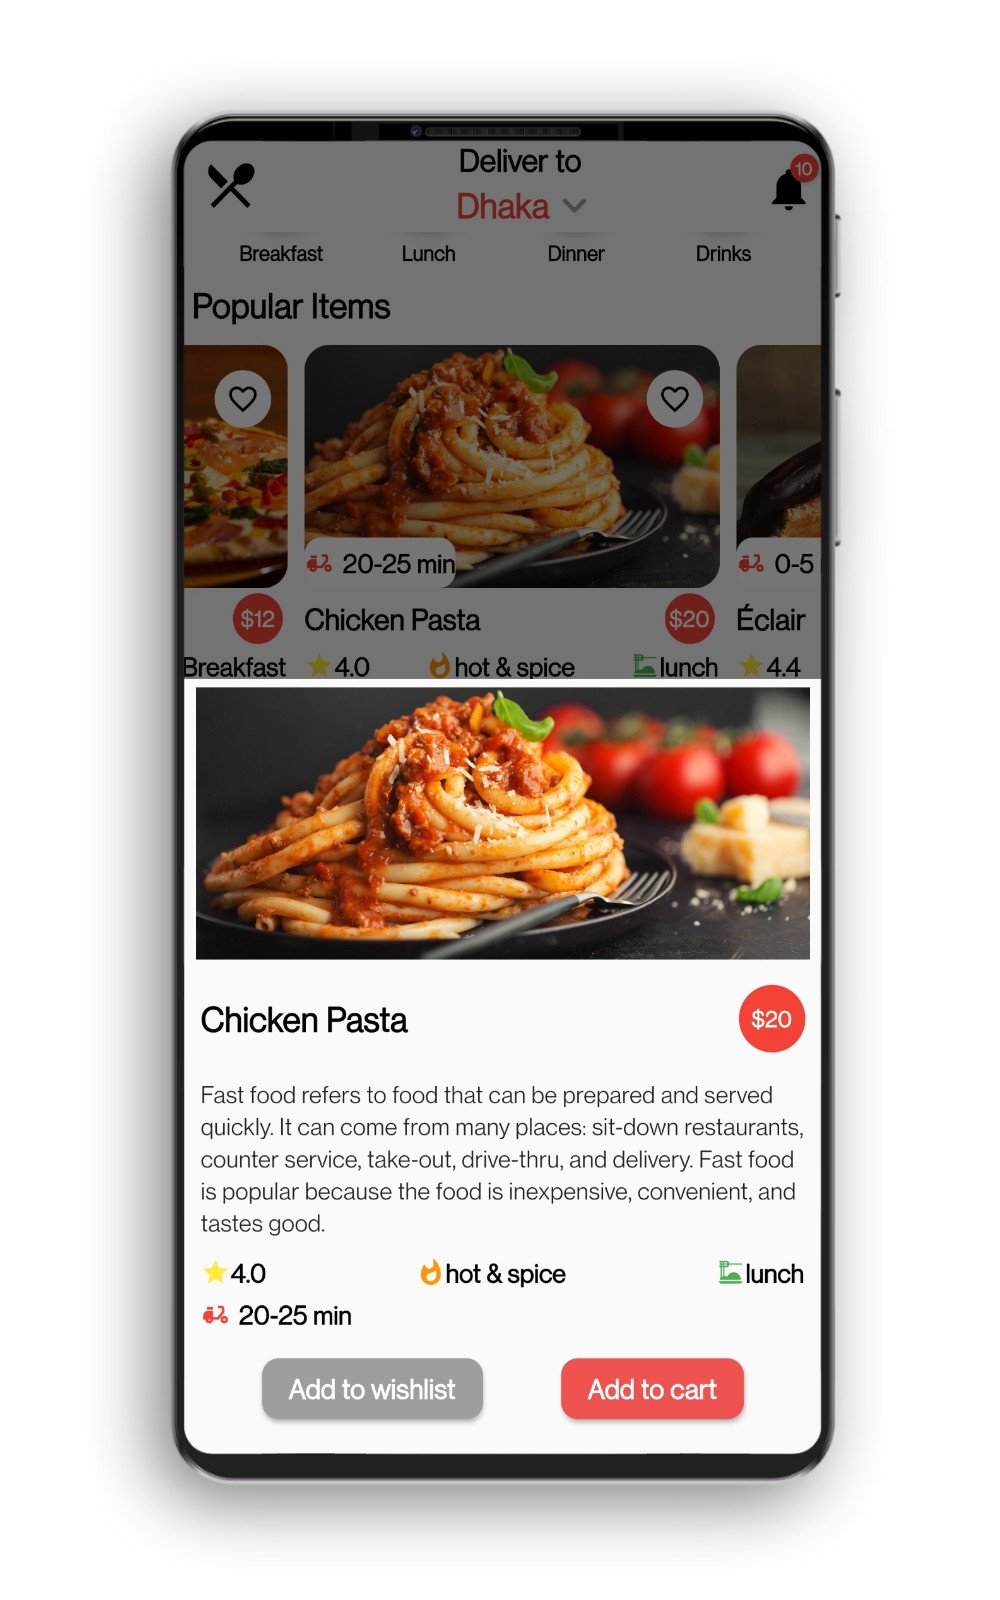 Deliver to
Dhaka
10
Breakfast
Lunch
Dinner
Drinks
Popular Items
20-25 min
0-5
$12
Chicken Pasta
$20
Éclair
Breakfast
4.0
hot & spice
lunch
4.4
Chicken Pasta
$20
Fast food refers to food that can be prepared and served
quickly. It can come from many places: sit-down restaurants,
counter service, take-out, drive-thru, and delivery. Fast food
is popular because the food is inexpensive, convenient, and
tastes good.
4.0
hot & spice
lunch
20-25 min
Add to wishlist
Add to cart